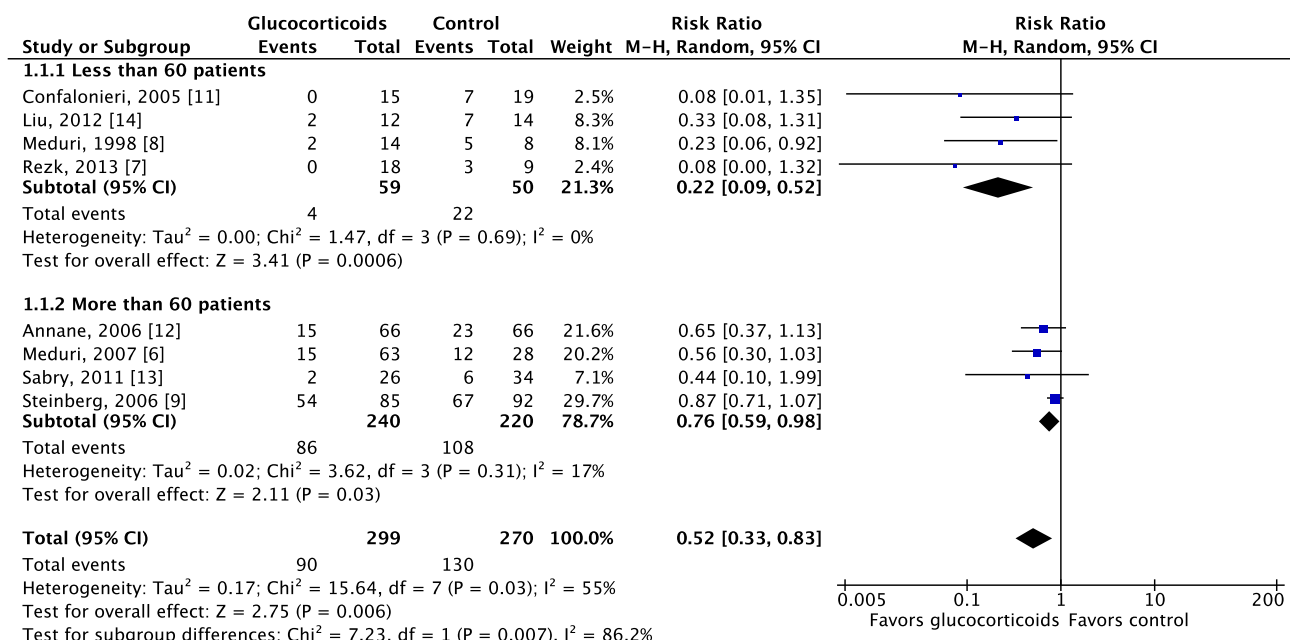 Glucocorticoids Control Risk Ratio Risk Ratio
Study or Subgroup Events Total Events Total Weight M-H, Random, 95% CI M-H, Random, 95% CI
1.1.1 Less than 60 patients
Confalonieri, 2005 [11] 0 15 7 19 2.5% 0.08 [0.01, 1.35]
Liu, 2012 [14] 2 12 7 14 8.3% 0.33 [0.08, 1.31]
Meduri, 1998 [8] 2 14 5 8 8.1% 0.23 [0.06, 0.92]
Rezk, 2013 [7] 0 18 3 9 2.4% 0.08 [0.00, 1.32]
Subtotal (95% CI) 59 50 21.3% 0.22 [0.09, 0.52]
Total events 4 22
Heterogeneity: Tau² = 0.00; Chi² = 1.47, df = 3 (P = 0.69); I² = 0%
Test for overall effect: Z = 3.41 (P = 0.0006)
1.1.2 More than 60 patients
Annane, 2006 [12] 15 66 23 66 21.6% 0.65 [0.37, 1.13]
Meduri, 2007 [6] 15 63 12 28 20.2% 0.56 [0.30, 1.03]
Sabry, 2011 [13] 2 26 6 34 7.1% 0.44 [0.10, 1.99]
Steinberg, 2006 [9] 54 85 67 92 29.7% 0.87 [0.71, 1.07]
Subtotal (95% CI) 240 220 78.7% 0.76 [0.59, 0.98]
Total events 86 108
Heterogeneity: Tau² = 0.02; Chi² = 3.62, df = 3 (P = 0.31); I² = 17%
Test for overall effect: Z = 2.11 (P = 0.03)
Total (95% CI) 299 270 100.0% 0.52 [0.33, 0.83]
Total events 90 130
Heterogeneity: Tau² = 0.17; Chi² = 15.64, df = 7 (P = 0.03); I² = 55%
Test for overall effect: Z = 2.75 (P = 0.006)
Test for subgroup differences: Chi² = 7.23, df = 1 (P = 0.007), I² = 86.2%
0.005 0.1 1 10 200
Favors glucocorticoids Favors control